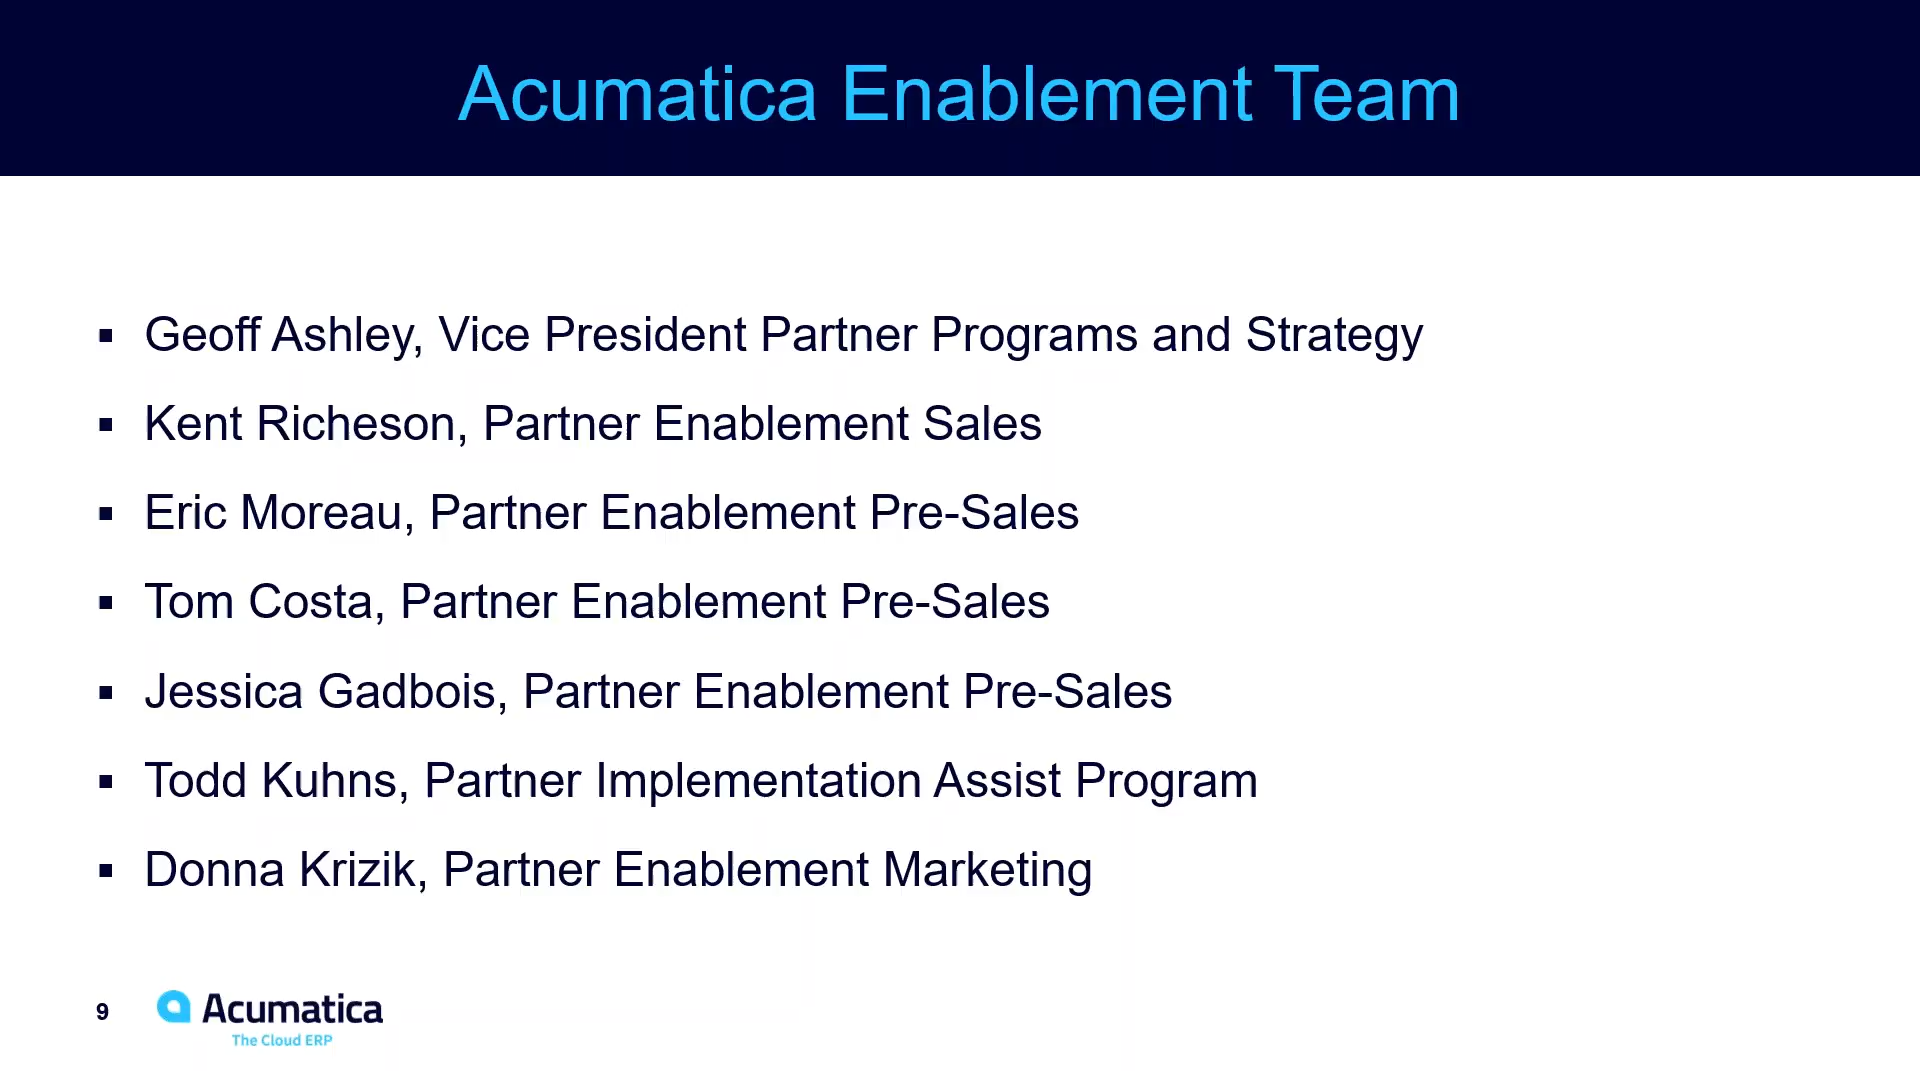 Acumatica Enablement Team
▪ Geoff Ashley, Vice President Partner Programs and Strategy
▪ Kent Richeson, Partner Enablement Sales
▪ Eric Moreau, Partner Enablement Pre-Sales
▪ Tom Costa, Partner Enablement Pre-Sales
▪ Jessica Gadbois, Partner Enablement Pre-Sales
▪ Todd Kuhns, Partner Implementation Assist Program
▪ Donna Krizik, Partner Enablement Marketing
9
Acumatica
The Cloud ERP